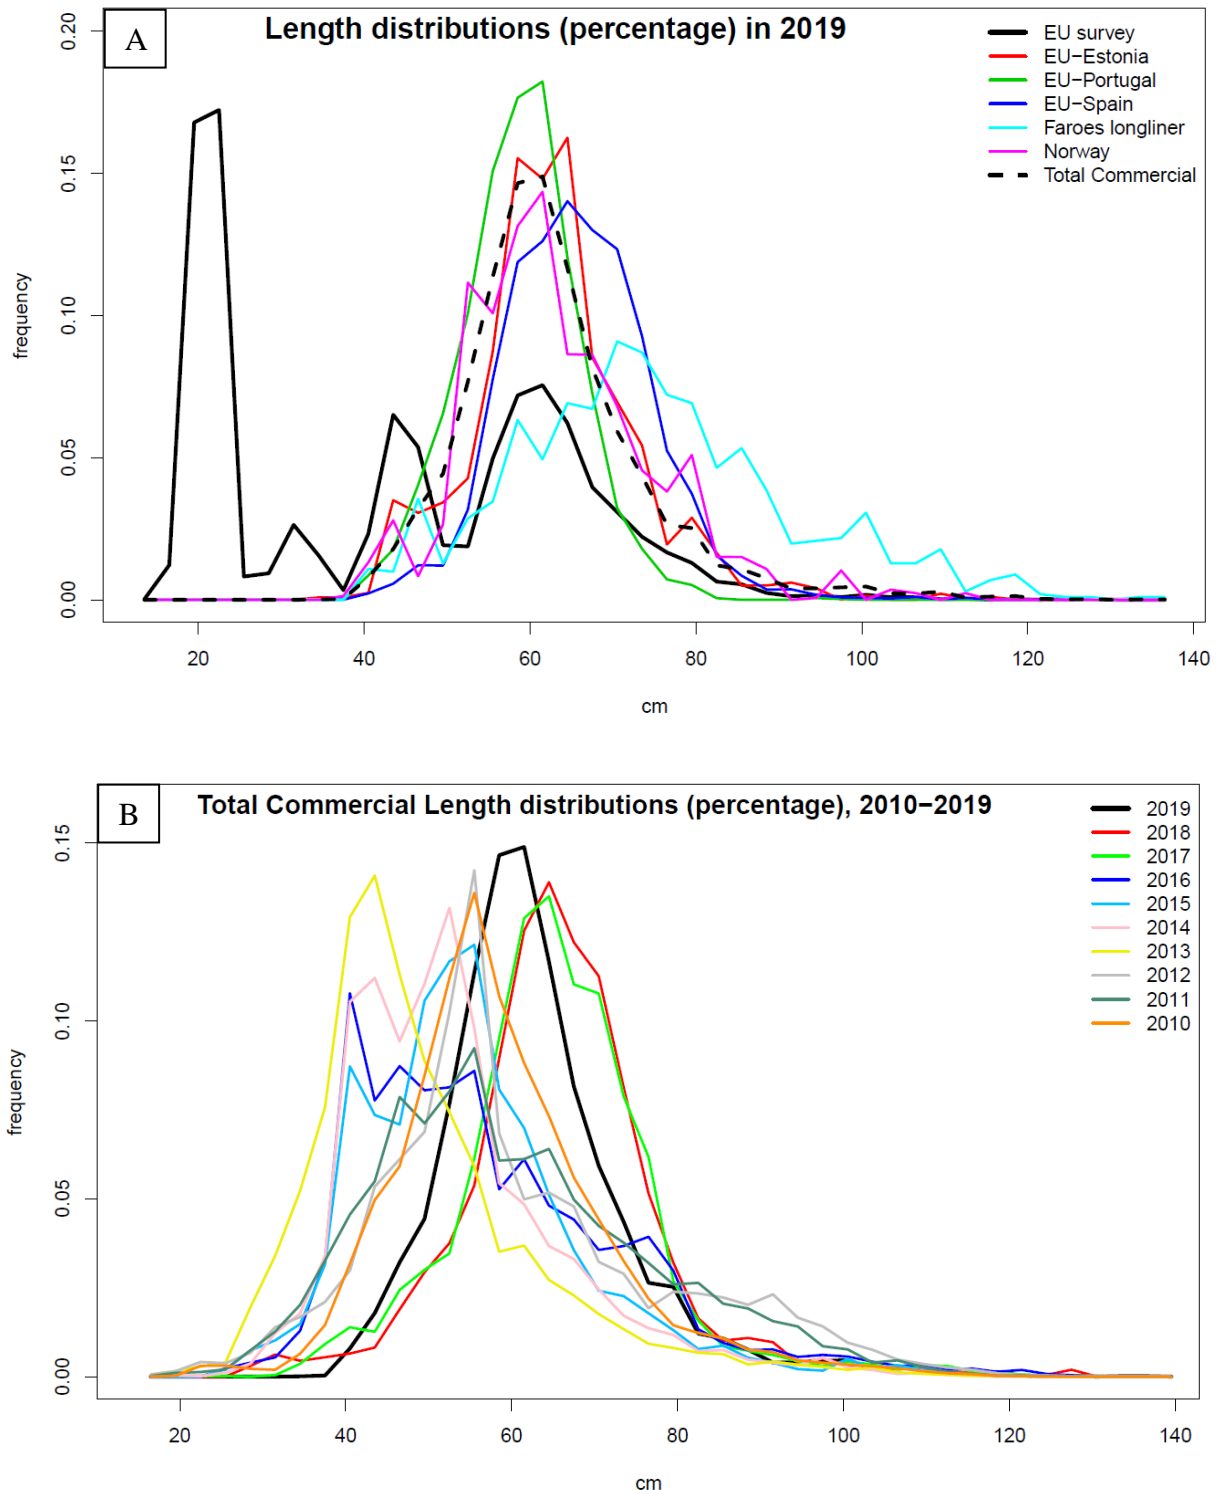 A
Length distributions (percentage) in 2019
EU survey
EU−Estonia
EU−Portugal
EU−Spain
Faroes longliner
Norway
Total Commercial
0.20
0.15
0.10
0.05
0.00
frequency
20 40 60 80 100 120 140
cm
B
Total Commercial Length distributions (percentage), 2010−2019
2019
2018
2017
2016
2015
2014
2013
2012
2011
2010
0.15
0.10
0.05
0.00
frequency
20 40 60 80 100 120 140
cm